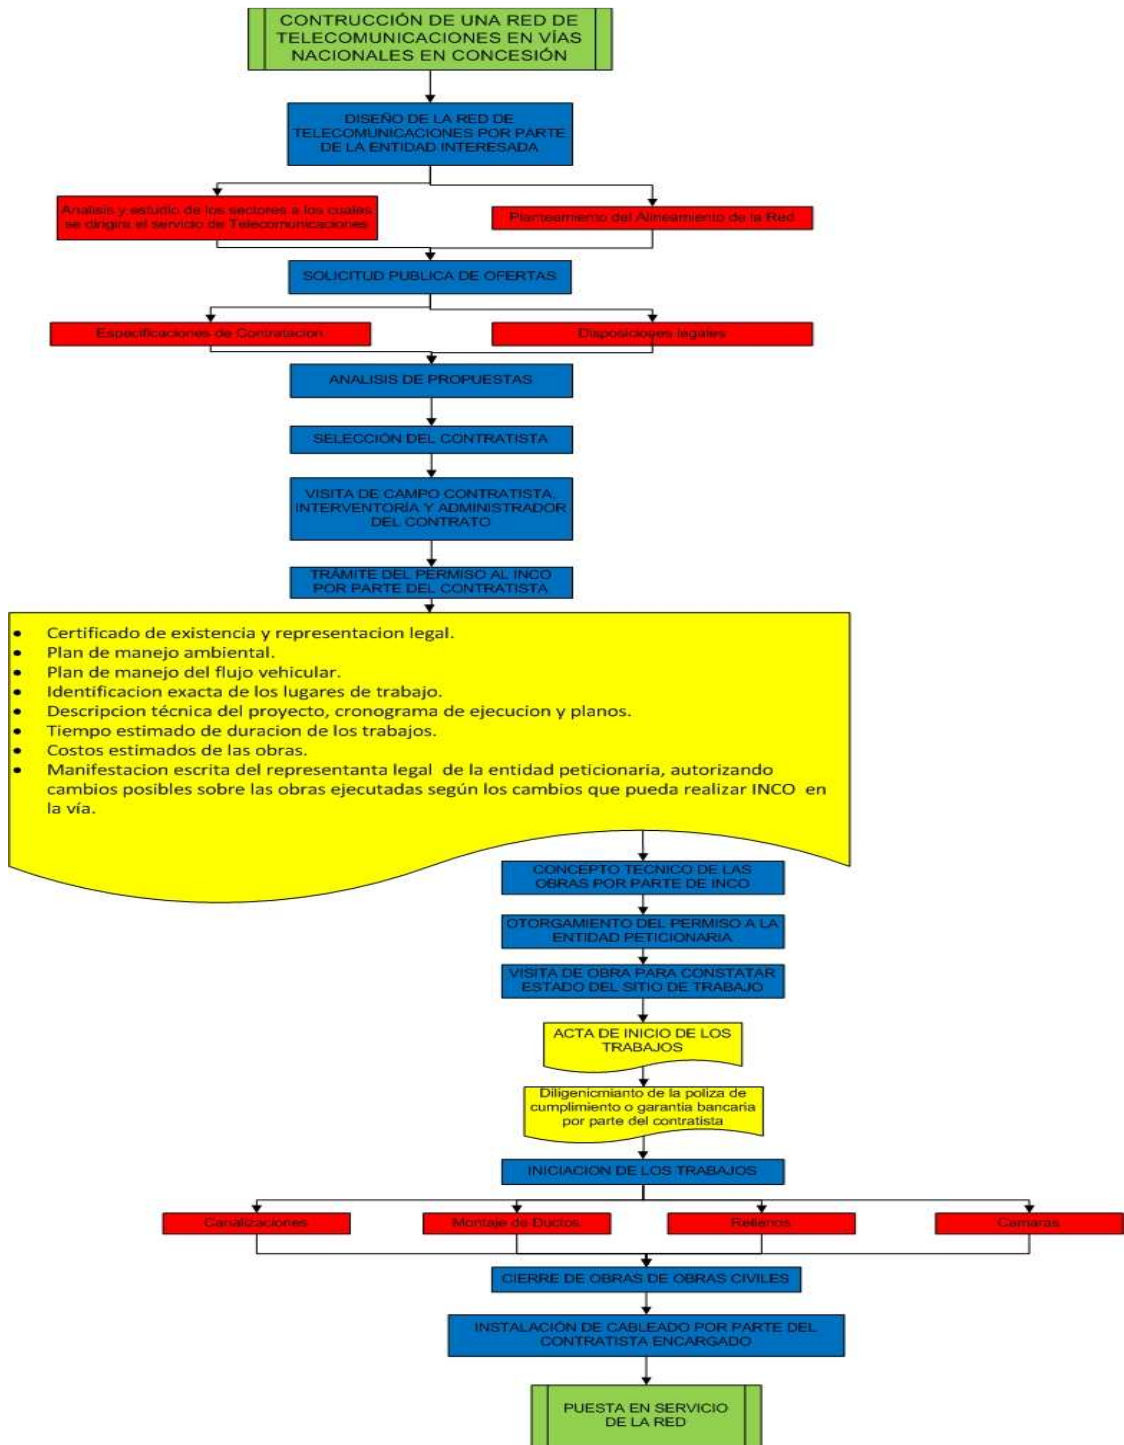 CONTRUCCIÓN DE UNA RED DE
TELECOMUNICACIONES EN VÍAS
NACIONALES EN CONCESIÓN
DISEÑO DE LA RED DE
TELECOMUNICACIONES POR PARTE
DE LA ENTIDAD INTERESADA
Analisis y estudio de los sectores a los cuales
se dirigira el servicio de Telecomunicaciones
Planteamiento del Alineamiento de la Red
SOLICITUD PUBLICA DE OFERTAS
Especificaciones de Contratacion
Disposiciones legales
ANALISIS DE PROPUESTAS
SELECCIÓN DEL CONTRATISTA
VISITA DE CAMPO CONTRATISTA,
INTERVENTORÍA Y ADMINISTRADOR
DEL CONTRATO
TRÁMITE DEL PERMISO AL INCO
POR PARTE DEL CONTRATISTA
• Certificado de existencia y representacion legal.
• Plan de manejo ambiental.
• Plan de manejo del flujo vehicular.
• Identificacion exacta de los lugares de trabajo.
• Descripcion técnica del proyecto, cronograma de ejecucion y planos.
• Tiempo estimado de duracion de los trabajos.
• Costos estimados de las obras.
• Manifestacion escrita del representanta legal de la entidad peticionaria, autorizando
cambios posibles sobre las obras ejecutadas según los cambios que pueda realizar INCO en
la vía.
CONCEPTO TECNICO DE LAS
OBRAS POR PARTE DE INCO
OTORGAMIENTO DEL PERMISO A LA
ENTIDAD PETICIONARIA
VISITA DE OBRA PARA CONSTATAR
ESTADO DEL SITIO DE TRABAJO
ACTA DE INICIO DE LOS
TRABAJOS
Diligenicmianto de la poliza de
cumplimiento o garantia bancaria
por parte del contratista
INICIACION DE LOS TRABAJOS
Canalizaciones
Montaje de Ductos
Rellenos
Camaras
CIERRE DE OBRAS DE OBRAS CIVILES
INSTALACIÓN DE CABLEADO POR PARTE DEL
CONTRATISTA ENCARGADO
PUESTA EN SERVICIO
DE LA RED